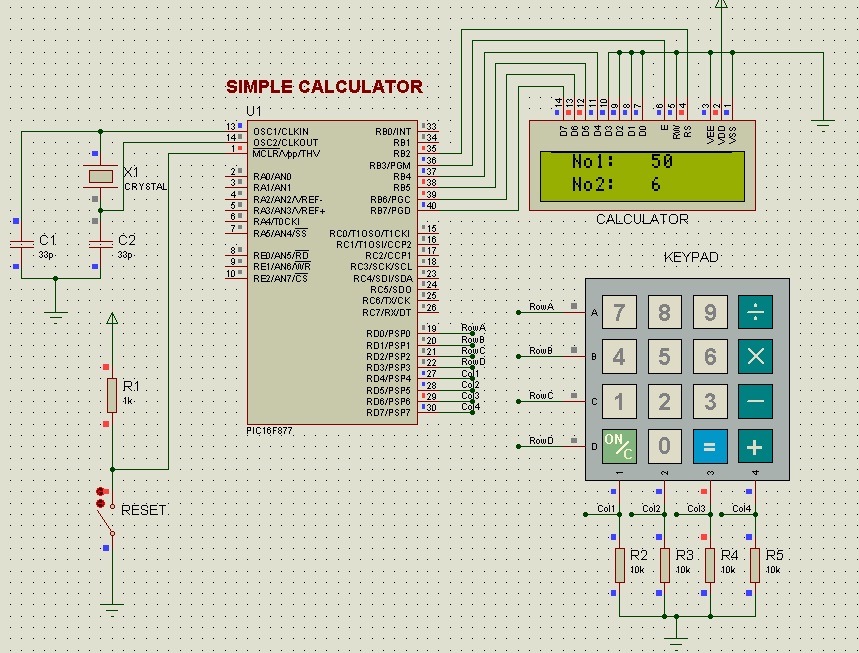 SIMPLE CALCULATOR
U1
13 OSC1/CLKIN RB0/INT 33
14 OSC2/CLKOUT RB1 34
1 MCLR/Vpp/THV RB2 35
RB3/PGM 36
2 RA0/AN0 RB4 37
3 RA1/AN1 RB5 38
4 RA2/AN2/VREF- RB6/PGC 39
5 RA3/AN3/VREF+ RB7/PGD 40
6 RA4/T0CKI
7 RA5/AN4/SS RC0/T1OSO/T1CKI 15
RC1/T1OSI/CCP2 16
8 RE0/AN5/RD RC2/CCP1 17
9 RE1/AN6/WR RC3/SCK/SCL 18
10 RE2/AN7/CS RC4/SDI/SDA 23
RC5/SDO 24
RC6/TX/CK 25
RC7/RX/DT 26
RD0/PSP0 19 RowA
RD1/PSP1 20 RowB
RD2/PSP2 21 RowC
RD3/PSP3 22 RowD
RD4/PSP4 27 Col1
RD5/PSP5 28 Col2
RD6/PSP6 29 Col3
RD7/PSP7 30 Col4
PIC16F877
X1
CRYSTAL
C1
33p
C2
33p
R1
1k
RESET
14 13 12 11 10 9 8 7 6 5 4 3 2 1
D7 D6 D5 D4 D3 D2 D1 D0 E RW RS VEE VDD VSS
No1: 50
No2: 6
CALCULATOR
KEYPAD
RowA A 7 8 9 ÷
RowB B 4 5 6 ×
RowC C 1 2 3 −
RowD D ON/C 0 = +
1 2 3 4
Col1 Col2 Col3 Col4
R2 R3 R4 R5
10k 10k 10k 10k